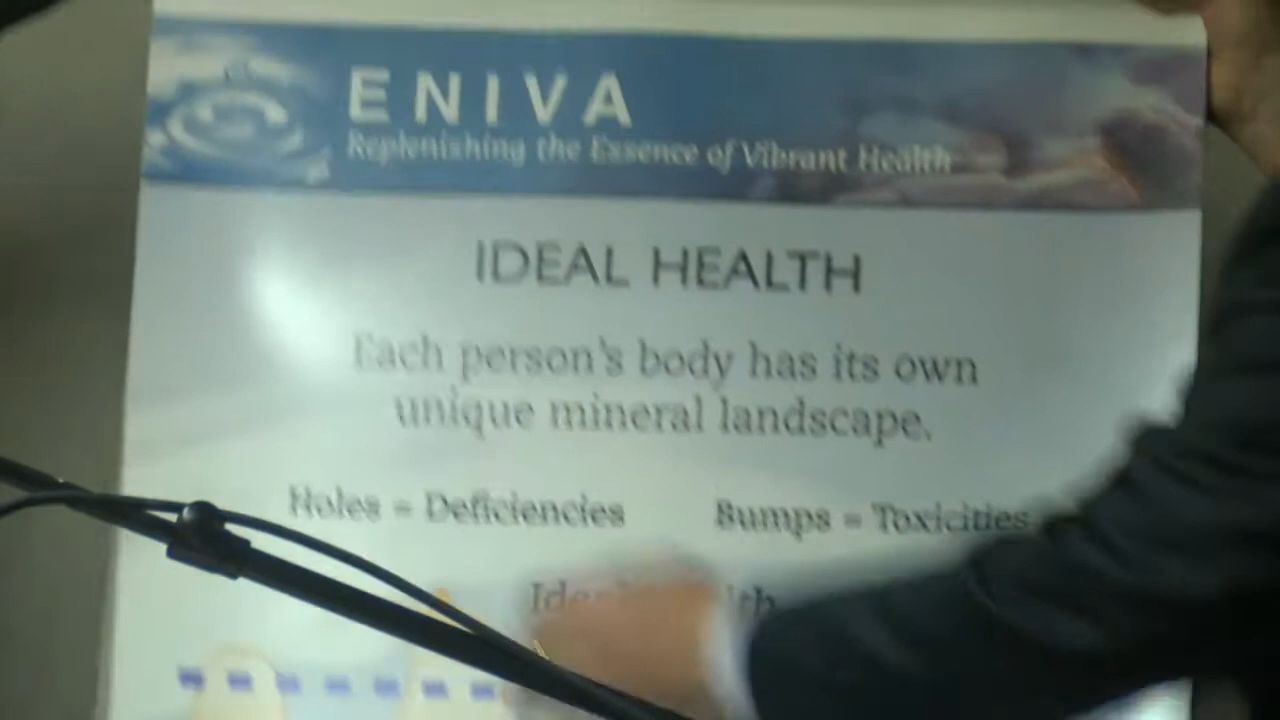 ENIVA
Replenishing the Essence of Vibrant Health
IDEAL HEALTH
Each person's body has its own
unique mineral landscape.
Holes = Deficiencies Bumps = Toxicities